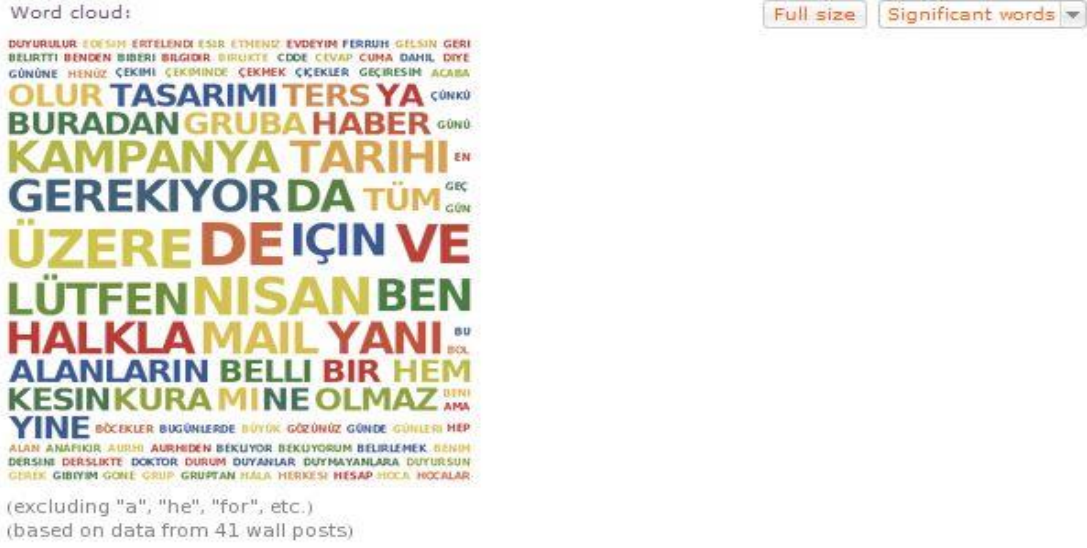 Word cloud:
Full size
Significant words
DUYURULUR EDESIM ERTELENDI ESIR ETMENIZ EVDEYIM FERRUH GELSIN GERI
BELIRTTI BENDEN BIBERI BILGIDIR BIRLIKTE CDDE CEVAP CUMA DAHIL DIYE
GÜNÜNE HENÜZ ÇEKIMI ÇEKIMINDE ÇEKMEK ÇIÇEKLER GEÇIRESIM ACABA
OLUR TASARIMI TERS YA ÇÜNKÜ
BURADAN GRUBA HABER GÜNÜ
KAMPANYA TARIHI EN
GEREKIYOR DA TÜM GEÇ
GÜN
ÜZERE DE IÇIN VE
LÜTFEN NISAN BEN
HALKLA MAIL YANI BU
BOL
ALANLARIN BELLI BIR HEM
KESIN KURA MI NE OLMAZ BENI
AMA
YINE BÖCEKLER BUGÜNLERDE BÜYÜK GÖZÜNÜZ GÜNDE GÜNLERI HEP
ALAN ANAFIKIR AURHI AURHIDEN BEKLIYOR BEKLIYORUM BELIRLEMEK BENIM
DERSINI DERSLIKTE DOKTOR DURUM DUYANLAR DUYMAYANLARA DUYURSUN
GEREK GIBIYIM GONE GRUP GRUPTAN HALA HERKESI HESAP HOCA HOCALAR
(excluding "a", "he", "for", etc.)
(based on data from 41 wall posts)